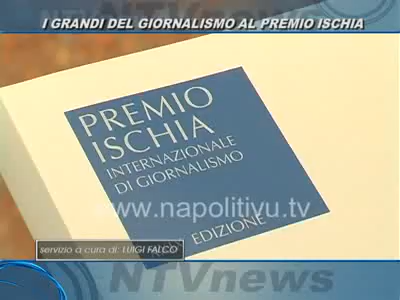 NTVnews
I GRANDI DEL GIORNALISMO AL PREMIO ISCHIA
PREMIO
ISCHIA
INTERNAZIONALE
DI GIORNALISMO
www.napolitivu.tv
EDIZIONE
servizio a cura di: LUIGI FALCO
NTVnews